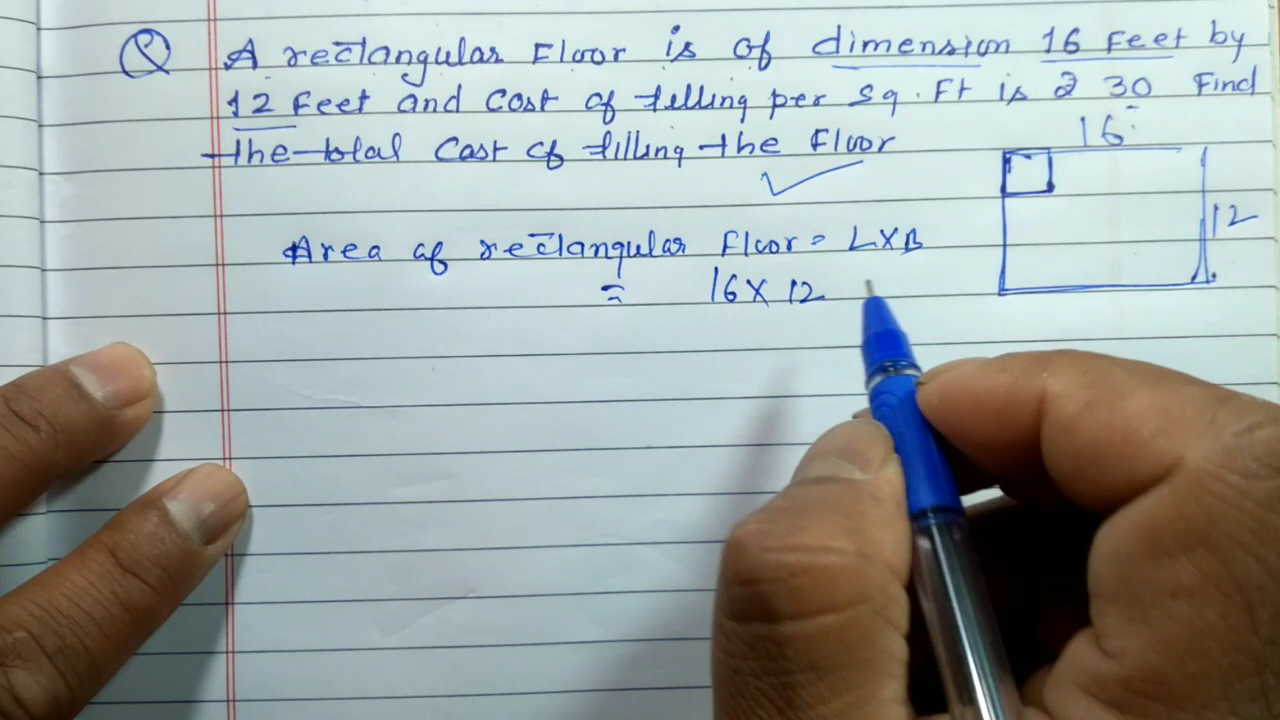 Q A rectangular Floor is of dimension 16 Feet by
12 Feet and cost of tilling per sq. Ft is ₹ 30 Find
the total cost of tilling the Floor
16
12
Area of rectangular Floor = L×B
= 16 × 12